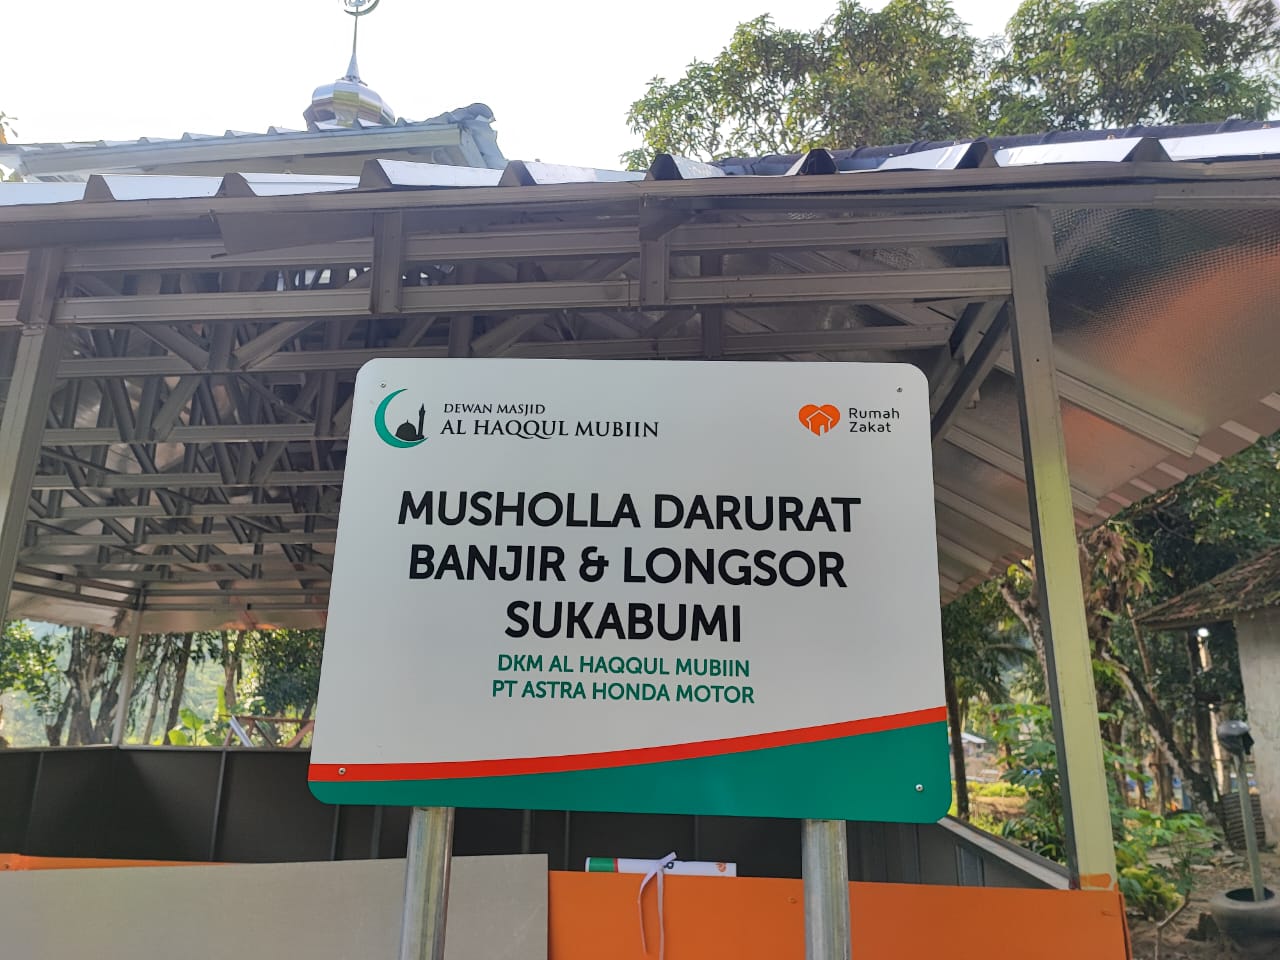 DEWAN MASJID
AL HAQQUL MUBIIN
Rumah
Zakat
MUSHOLLA DARURAT
BANJIR & LONGSOR
SUKABUMI
DKM AL HAQQUL MUBIIN
PT ASTRA HONDA MOTOR